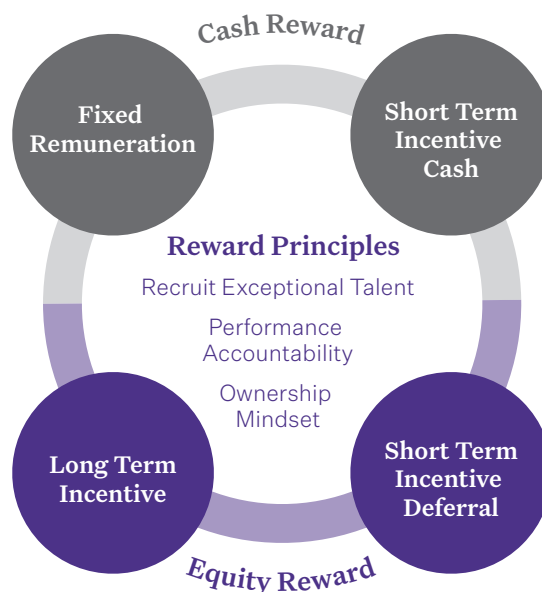 Cash Reward
Fixed
Remuneration
Short Term
Incentive
Cash
Reward Principles
Recruit Exceptional Talent
Performance
Accountability
Ownership
Mindset
Long Term
Incentive
Short Term
Incentive
Deferral
Equity Reward